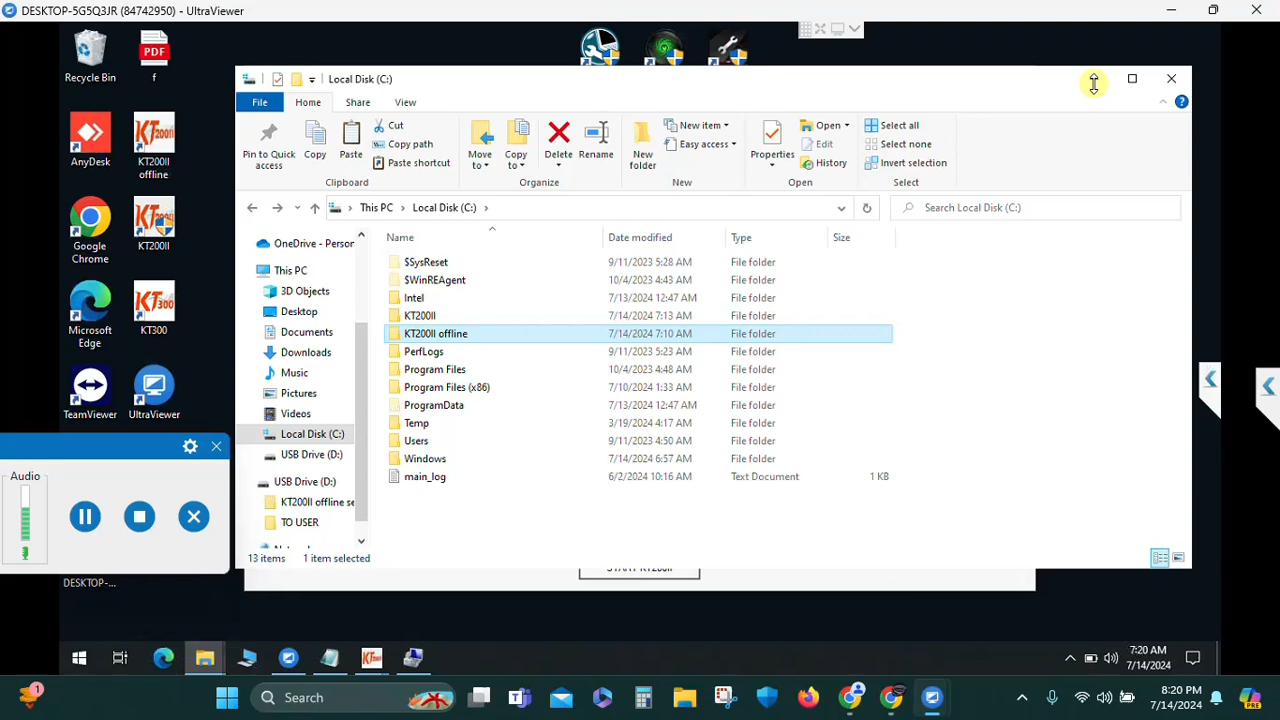 DESKTOP-5G5Q3JR (84742950) - UltraViewer
Recycle Bin
PDF
f
AnyDesk
KT200II offline
Google Chrome
KT200II
Microsoft Edge
KT300
TeamViewer
UltraViewer
Local Disk (C:)
File
Home
Share
View
Pin to Quick access
Copy
Paste
Cut
Copy path
Paste shortcut
Clipboard
Move to
Copy to
Delete
Rename
Organize
New folder
New item
Easy access
New
Properties
Open
Edit
History
Open
Select all
Select none
Invert selection
Select
This PC
Local Disk (C:)
Search Local Disk (C:)
Name
Date modified
Type
Size
OneDrive - Person
This PC
3D Objects
Desktop
Documents
Downloads
Music
Pictures
Videos
Local Disk (C:)
USB Drive (D:)
USB Drive (D:)
KT200II offline se
TO USER
$SysReset 9/11/2023 5:28 AM File folder
$WinREAgent 10/4/2023 4:43 AM File folder
Intel 7/13/2024 12:47 AM File folder
KT200II 7/14/2024 7:13 AM File folder
KT200II offline 7/14/2024 7:10 AM File folder
PerfLogs 9/11/2023 5:23 AM File folder
Program Files 10/4/2023 4:48 AM File folder
Program Files (x86) 7/10/2024 1:33 AM File folder
ProgramData 7/13/2024 12:47 AM File folder
Temp 3/19/2024 4:17 AM File folder
Users 9/11/2023 4:50 AM File folder
Windows 7/14/2024 6:57 AM File folder
main_log 6/2/2024 10:16 AM Text Document 1 KB
13 items
1 item selected
Audio
DESKTOP-...
7:20 AM
7/14/2024
1
Search
8:20 PM
7/14/2024
PRE